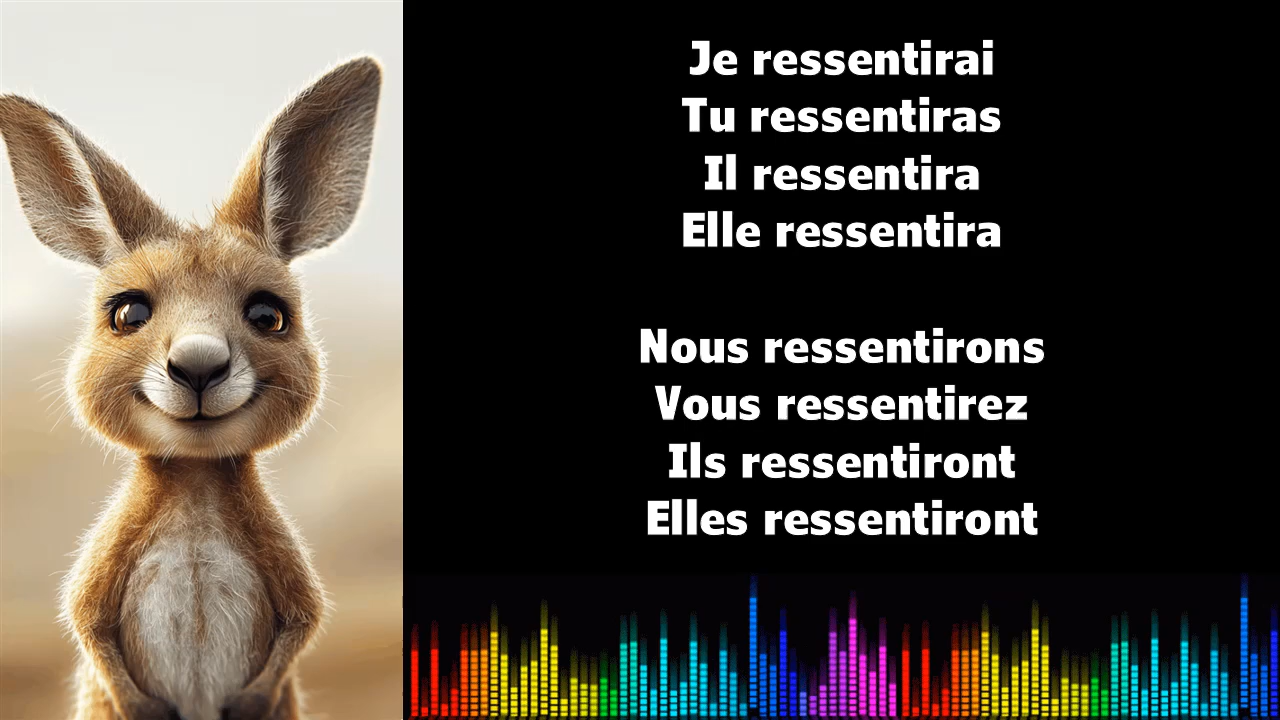 Je ressentirai
Tu ressentiras
Il ressentira
Elle ressentira
Nous ressentirons
Vous ressentirez
Ils ressentiront
Elles ressentiront